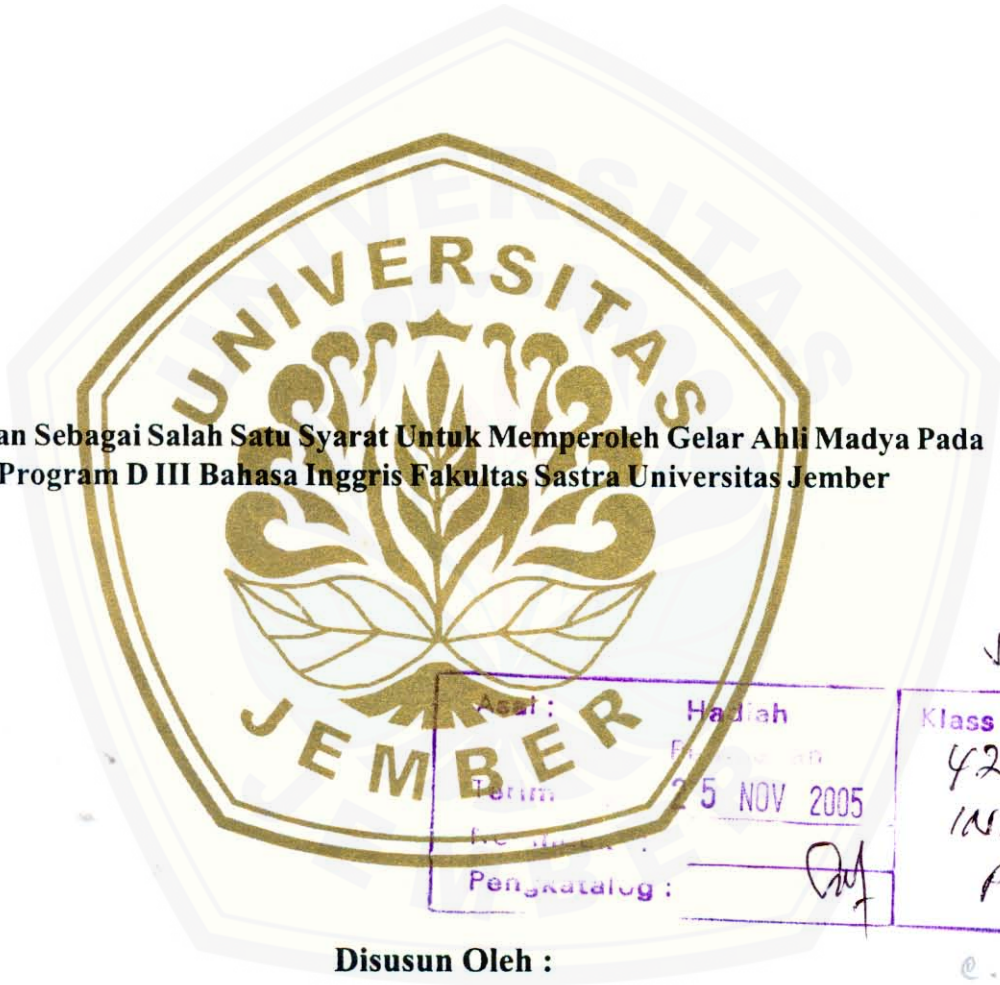 UNIVERSITAS
an Sebagai Salah Satu Syarat Untuk Memperoleh Gelar Ahli Madya Pada
Program D III Bahasa Inggris Fakultas Sastra Universitas Jember
JEMBER
Asal : Hadiah
Klass
Terim
25 NOV 2005
Pengkatalog :
Disusun Oleh :